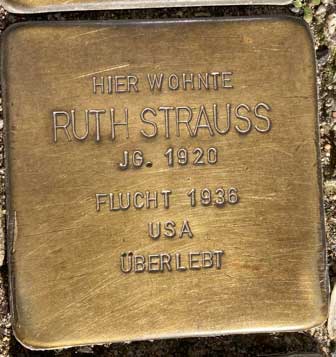 HIER WOHNTE
RUTH STRAUSS
JG. 1920
FLUCHT 1936
USA
ÜBERLEBT